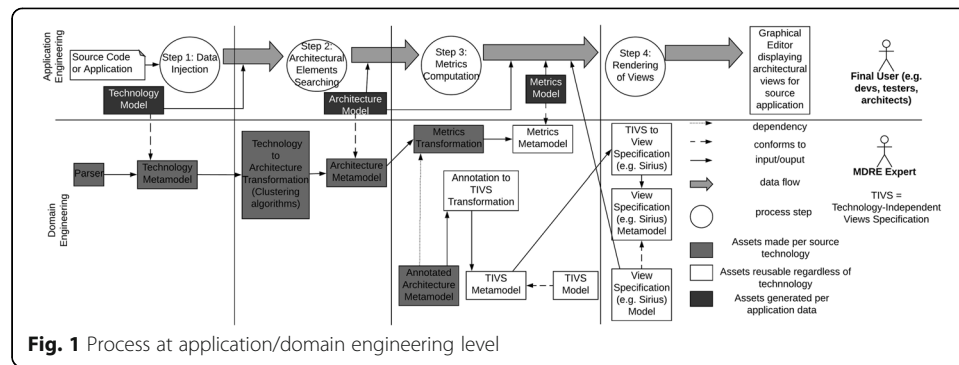 Application
Engineering
Source Code
or Application
Step 1: Data
Injection
Step 2:
Architectural
Elements
Searching
Step 3:
Metrics
Computation
Step 4:
Rendering
of Views
Graphical
Editor
displaying
architectural
views for
source
application
Final User (e.g.
devs, testers,
architects)
Technology
Model
Architecture
Model
Metrics
Model
Domain
Engineering
Parser
Technology
Metamodel
Technology
to
Architecture
Transformation
(Clustering
algorithms)
Architecture
Metamodel
Metrics
Transformation
Metrics
Metamodel
Annotation to
TIVS
Transformation
Annotated
Architecture
Metamodel
TIVS
Metamodel
TIVS
Model
TIVS to
View
Specification
(e.g. Sirius)
View
Specification
(e.g. Sirius)
Metamodel
View
Specification
(e.g. Sirius)
Model
dependency
conforms to
input/ouput
data flow
process step
Assets made per source
technology
Assets reusable regardless of
techhnology
Assets generated per
application data
MDRE Expert
TIVS =
Technology-Independent
Views Specification
Fig. 1 Process at application/domain engineering level